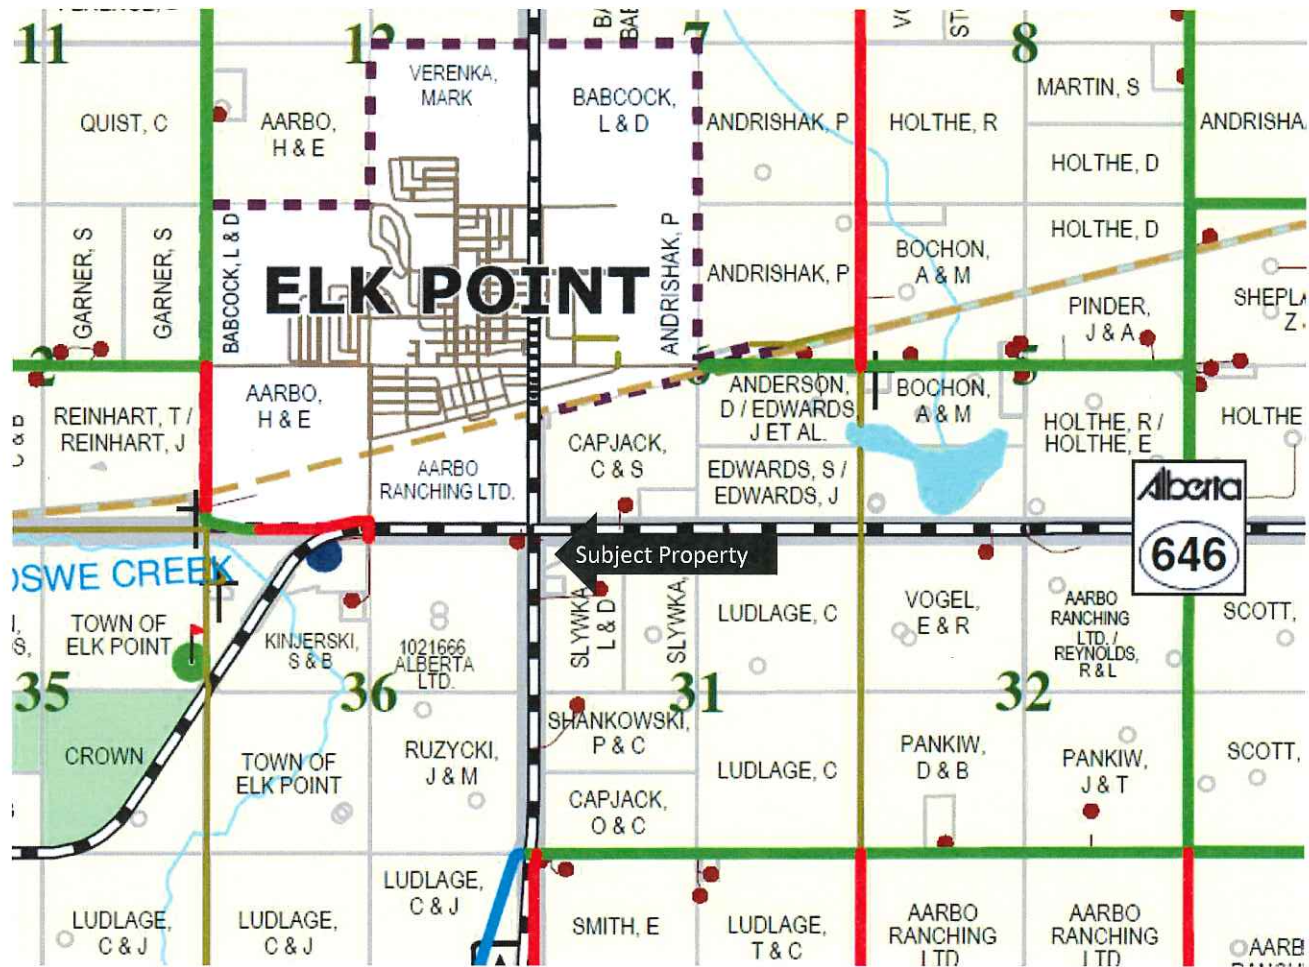 11
12
7
8
VERENKA,
MARK
BABCOCK,
L & D
QUIST, C
AARBO,
H & E
ANDRISHAK, P
HOLTHE, R
MARTIN, S
HOLTHE, D
ANDRISHA
GARNER, S
GARNER, S
BABCOCK, L & D
ELK POINT
ANDRISHAK, P
ANDRISHAK, P
BOCHON,
A & M
HOLTHE, D
PINDER,
J & A
SHEPL
Z
REINHART, T /
REINHART, J
AARBO,
H & E
AARBO
RANCHING LTD.
CAPJACK,
C & S
ANDERSON,
D / EDWARDS,
J ET AL.
EDWARDS, S /
EDWARDS, J
BOCHON,
A & M
HOLTHE, R /
HOLTHE, E
HOLTHE
Alberta
646
Subject Property
OSWE CREEK
TOWN OF
ELK POINT
KINJERSKI,
S & B
1021666
ALBERTA
LTD.
SLYWKA,
L & D
SLYWKA,
LUDLAGE, C
VOGEL,
E & R
AARBO
RANCHING
LTD. /
REYNOLDS,
R & L
SCOTT,
35
36
31
32
CROWN
TOWN OF
ELK POINT
RUZYCKI,
J & M
SHANKOWSKI,
P & C
CAPJACK,
O & C
LUDLAGE, C
PANKIW,
D & B
PANKIW,
J & T
SCOTT,
LUDLAGE,
C & J
LUDLAGE,
C & J
LUDLAGE,
C & J
SMITH, E
LUDLAGE,
T & C
AARBO
RANCHING
LTD
AARBO
RANCHING
LTD
AARB